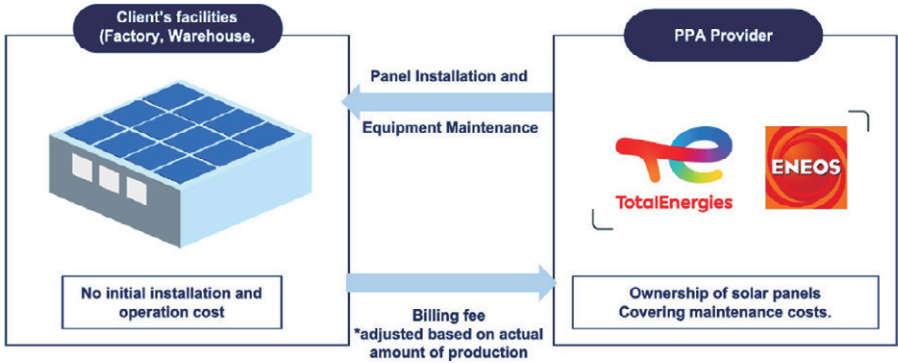 Client's facilities
(Factory, Warehouse,
PPA Provider
Panel Installation and
Equipment Maintenance
TotalEnergies
ENEOS
No initial installation and
operation cost
Billing fee
*adjusted based on actual
amount of production
Ownership of solar panels
Covering maintenance costs.